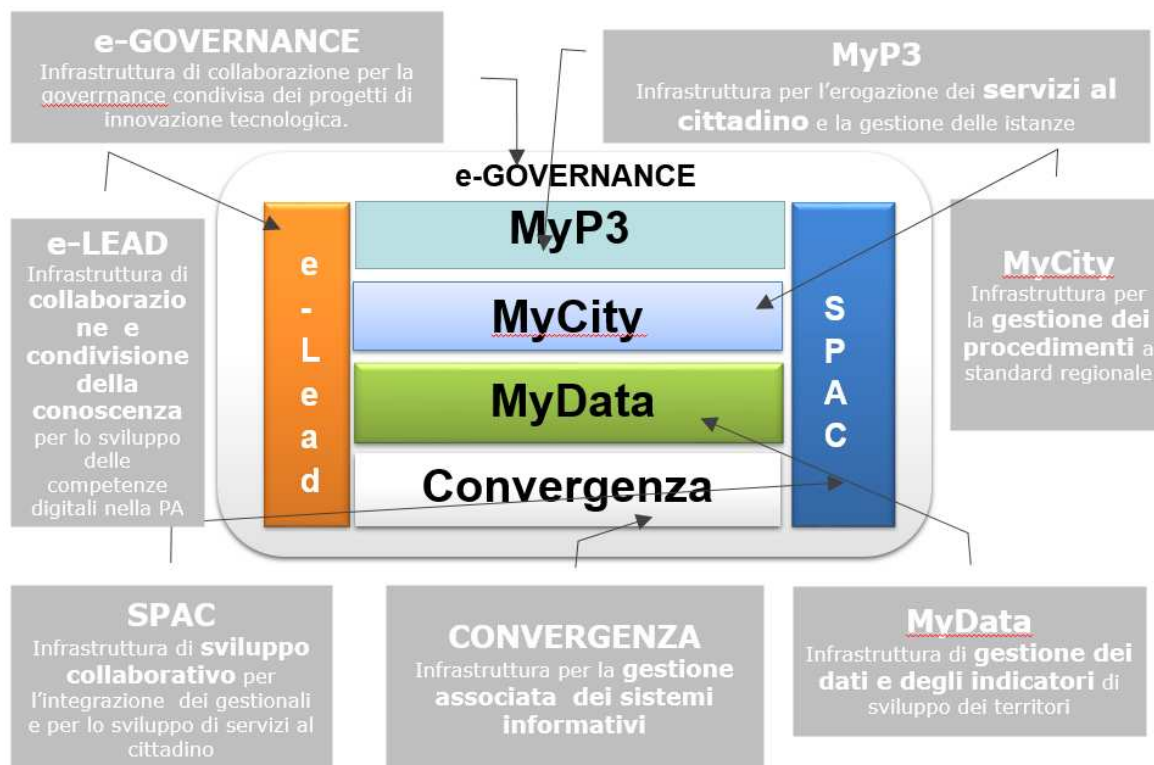 e-GOVERNANCE
Infrastruttura di collaborazione per la
goverrnance condivisa dei progetti di
innovazione tecnologica.
MyP3
Infrastruttura per l'erogazione dei servizi al
cittadino e la gestione delle istanze
e-GOVERNANCE
MyP3
MyCity
MyData
Convergenza
e-Lead
SPAC
e-LEAD
Infrastruttura di
collaborazio
ne e
condivisione
della
conoscenza
per lo sviluppo
delle
competenze
digitali nella PA
MyCity
Infrastruttura per
la gestione dei
procedimenti a
standard regionale
SPAC
Infrastruttura di sviluppo
collaborativo per
l'integrazione dei gestionali
e per lo sviluppo di servizi al
cittadino
CONVERGENZA
Infrastruttura per la gestione
associata dei sistemi
informativi
MyData
Infrastruttura di gestione dei
dati e degli indicatori di
sviluppo dei territori